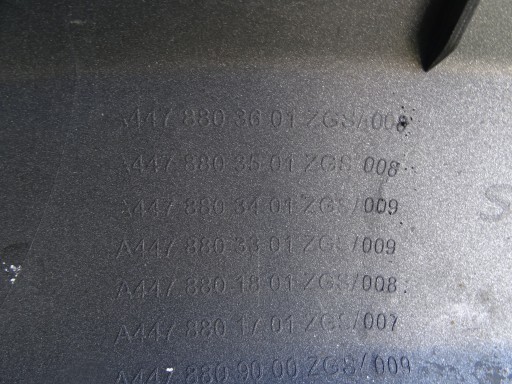 A447 880 36 01 ZGS/008
A447 880 35 01 ZGS/008
A447 880 34 01 ZGS/009
A447 880 33 01 ZGS/009
A447 880 18 01 ZGS/008
A447 880 17 01 ZGS/007
A447 880 90 00 ZGS/009